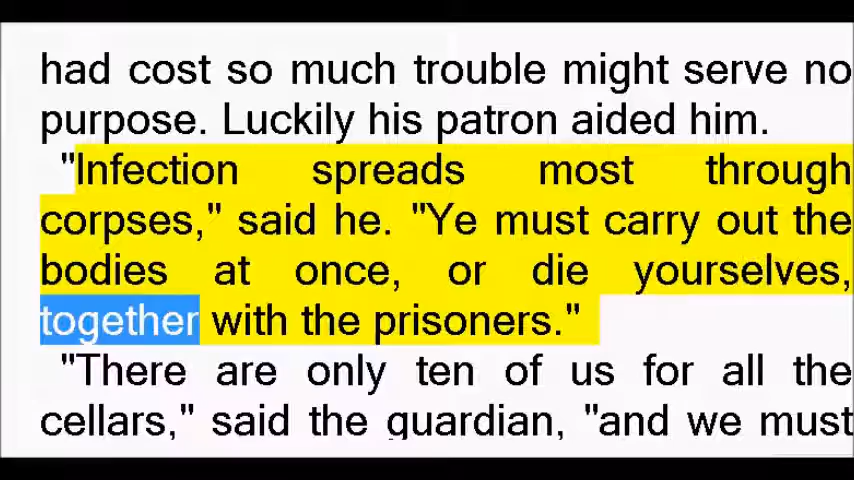 had cost so much trouble might serve no
purpose. Luckily his patron aided him.
"Infection spreads most through
corpses," said he. "Ye must carry out the
bodies at once, or die yourselves,
together with the prisoners."
"There are only ten of us for all the
cellars," said the guardian, "and we must